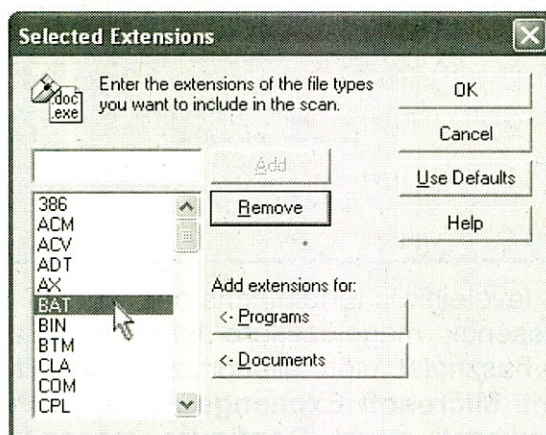 Selected Extensions
.doc
.exe
Enter the extensions of the file types
you want to include in the scan.
OK
Cancel
Use Defaults
Help
Add
Remove
386
ACM
ACV
ADT
AX
BAT
BIN
BTM
CLA
COM
CPL
Add extensions for:
<- Programs
<- Documents